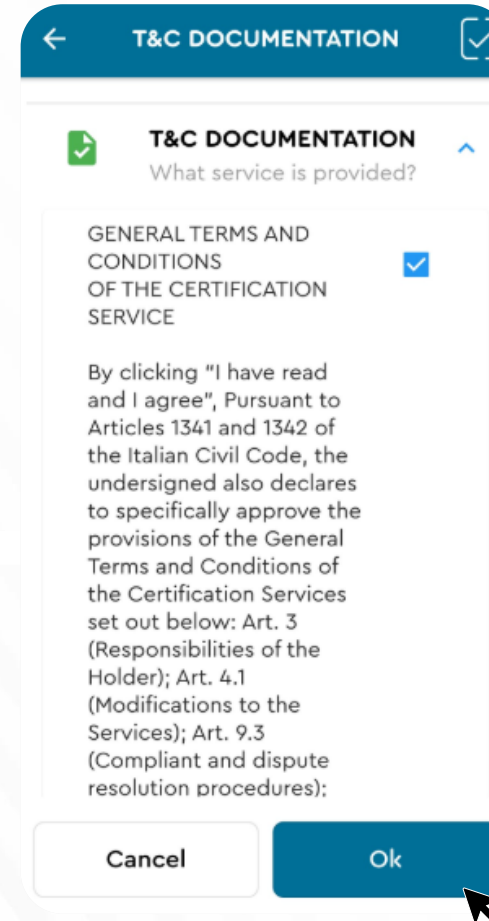 T&C DOCUMENTATION
T&C DOCUMENTATION
What service is provided?
GENERAL TERMS AND
CONDITIONS
OF THE CERTIFICATION
SERVICE
By clicking "I have read
and I agree", Pursuant to
Articles 1341 and 1342 of
the Italian Civil Code, the
undersigned also declares
to specifically approve the
provisions of the General
Terms and Conditions of
the Certification Services
set out below: Art. 3
(Responsibilities of the
Holder); Art. 4.1
(Modifications to the
Services); Art. 9.3
(Compliant and dispute
resolution procedures);
Cancel
Ok